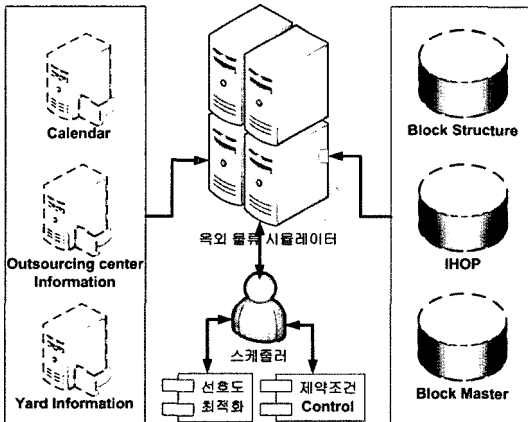 Calendar
Outsourcing center
Information
Yard Information
옥외 물류 시뮬레이터
스케줄러
선호도
최적화
제약조건
Control
Block Structure
IHOP
Block Master